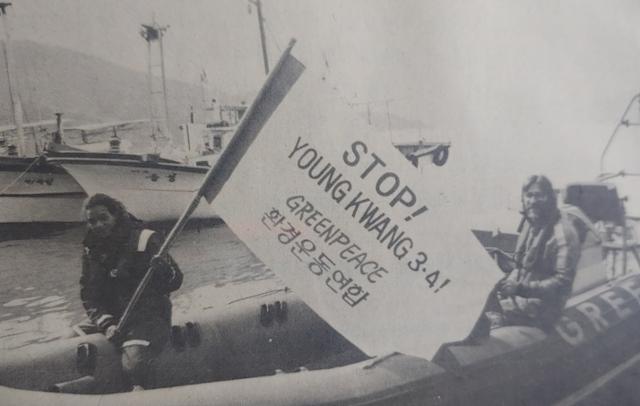 STOP!
YOUNG KWANG 3·4!
GREENPEACE
환경운동연합
GREE